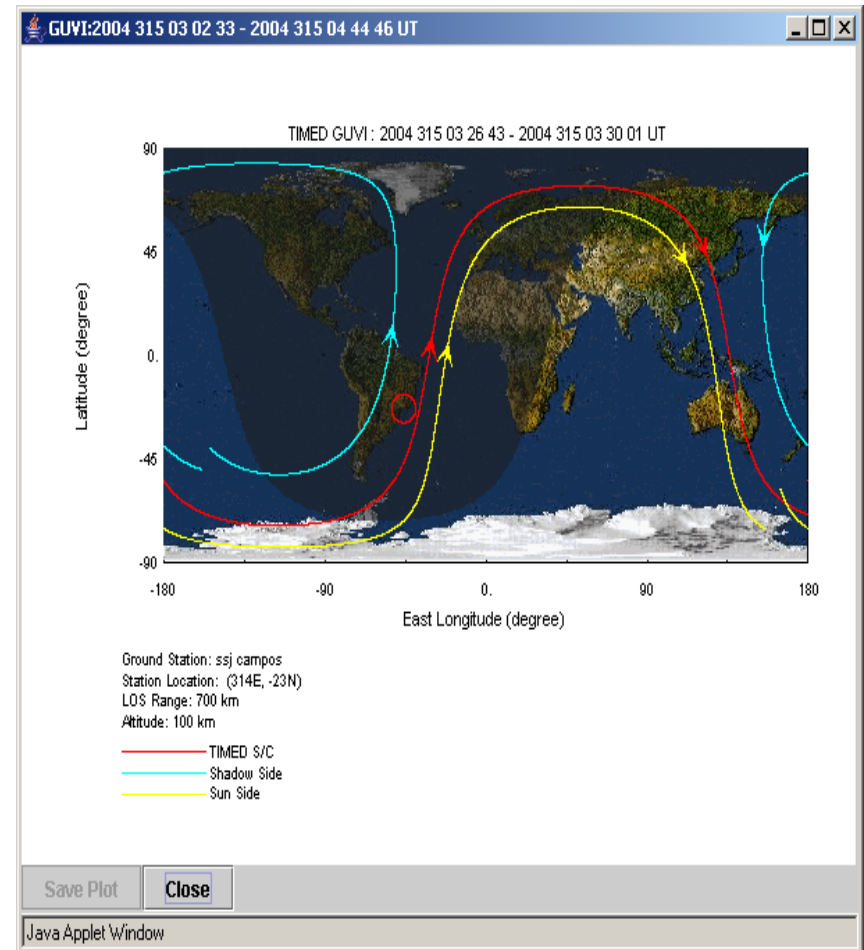 GUVI:2004 315 03 02 33 - 2004 315 04 44 46 UT
TIMED GUVI : 2004 315 03 26 43 - 2004 315 03 30 01 UT
90
45
0.
-45
-90
Latitude (degree)
-180
-90
0.
90
180
East Longitude (degree)
Ground Station: ssj campos
Station Location: (314E, -23N)
LOS Range: 700 km
Altitude: 100 km
TIMED S/C
Shadow Side
Sun Side
Save Plot
Close
Java Applet Window